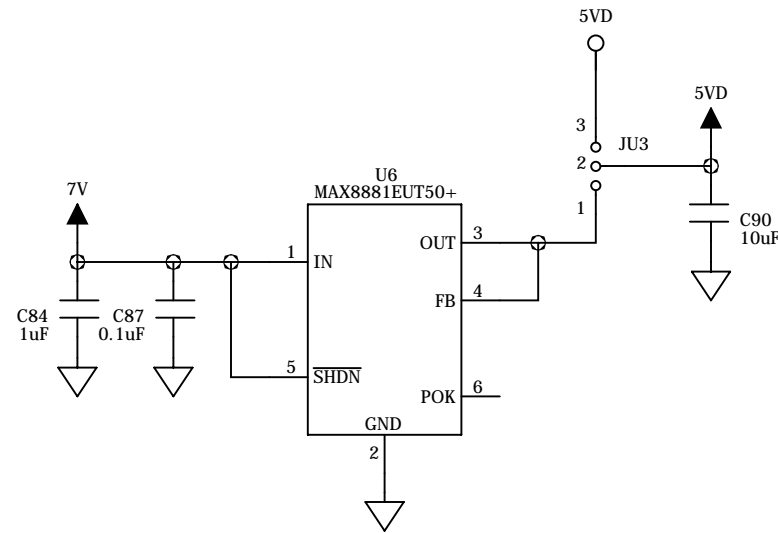 5VD
5VD
3
JU3
2
1
C90
10uF
7V
U6
MAX8881EUT50+
1
IN
OUT
3
FB
4
C84
1uF
C87
0.1uF
5
SHDN
POK
6
GND
2